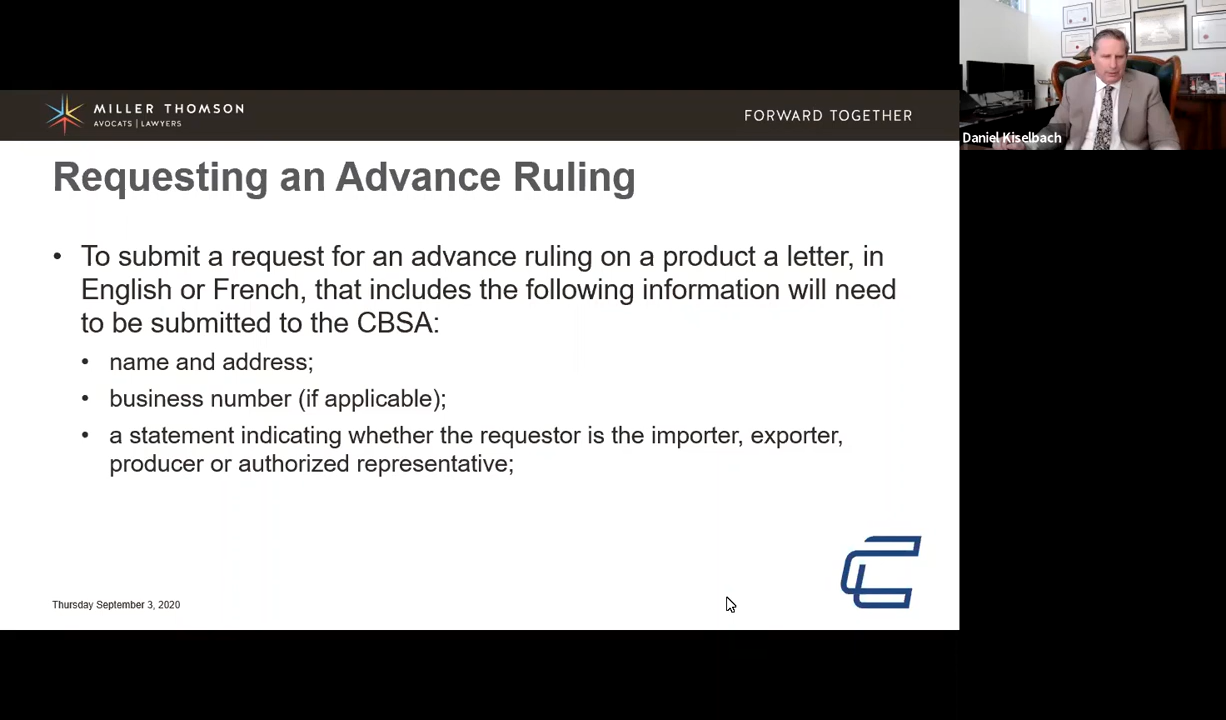 MILLER THOMSON
AVOCATS | LAWYERS
FORWARD TOGETHER
Daniel Kiselbach
Requesting an Advance Ruling
• To submit a request for an advance ruling on a product a letter, in
English or French, that includes the following information will need
to be submitted to the CBSA:
• name and address;
• business number (if applicable);
• a statement indicating whether the requestor is the importer, exporter,
producer or authorized representative;
Thursday September 3, 2020